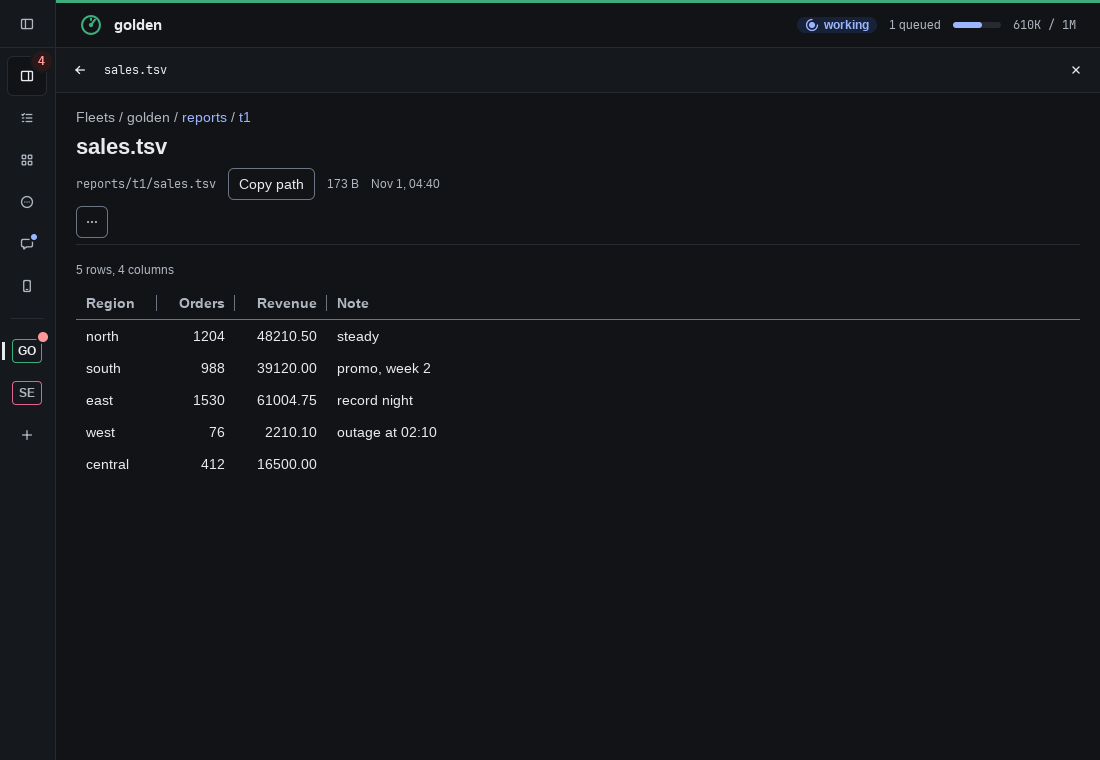 golden
working
1 queued
610K / 1M
4
sales.tsv
Fleets / golden / reports / t1
sales.tsv
reports/t1/sales.tsv
Copy path
173 B
Nov 1, 04:40
5 rows, 4 columns
Region Orders Revenue Note
north 1204 48210.50 steady
south 988 39120.00 promo, week 2
east 1530 61004.75 record night
west 76 2210.10 outage at 02:10
central 412 16500.00
GO
SE